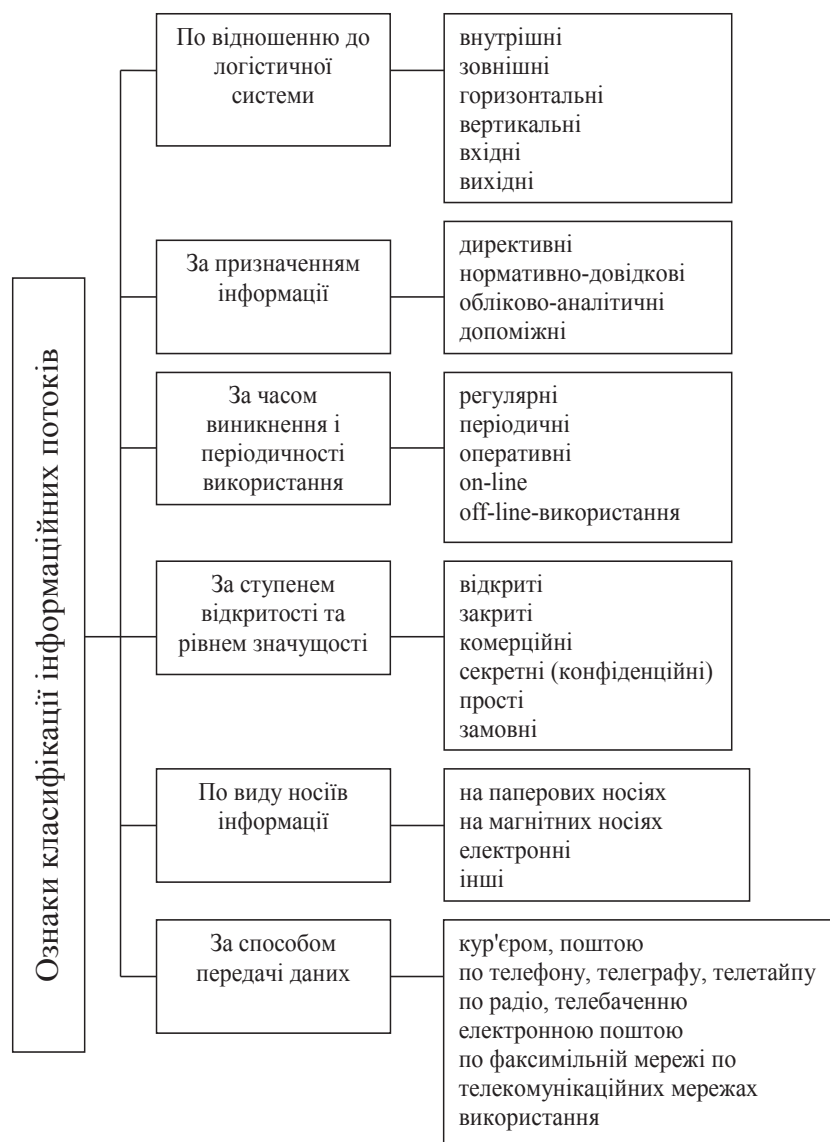 Ознаки класифікації інформаційних потоків
По відношенню до
логістичної
системи
внутрішні
зовнішні
горизонтальні
вертикальні
вхідні
вихідні
За призначенням
інформації
директивні
нормативно-довідкові
обліково-аналітичні
допоміжні
За часом
виникнення і
періодичності
використання
регулярні
періодичні
оперативні
on-line
off-line-використання
За ступенем
відкритості та
рівнем значущості
відкриті
закриті
комерційні
секретні (конфіденційні)
прості
замовні
По виду носіїв
інформації
на паперових носіях
на магнітних носіях
електронні
інші
За способом
передачі даних
кур'єром, поштою
по телефону, телеграфу, телетайпу
по радіо, телебаченню
електронною поштою
по факсимільній мережі по
телекомунікаційних мережах
використання